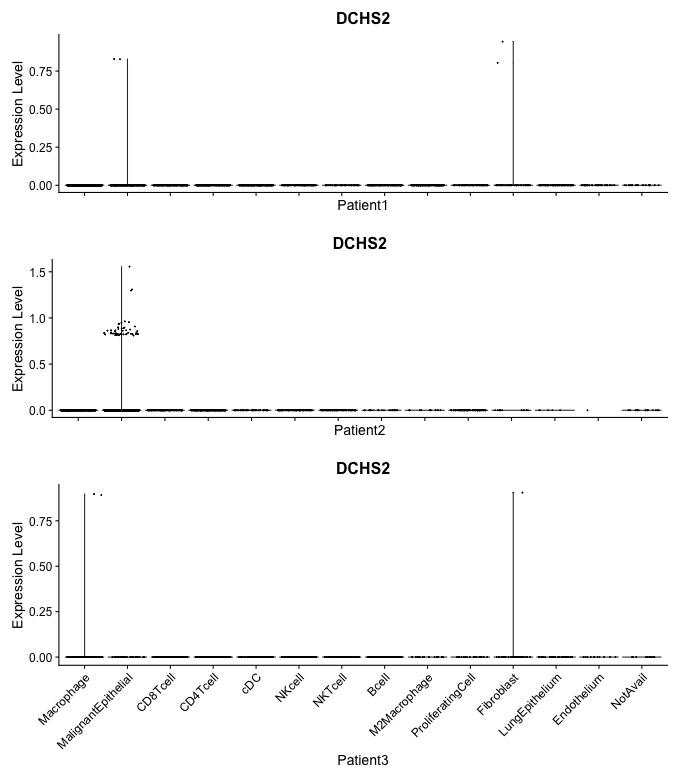 DCHS2
Expression Level
0.75
0.50
0.25
0.00
Patient1
DCHS2
Expression Level
1.5
1.0
0.5
0.0
Patient2
DCHS2
Expression Level
0.75
0.50
0.25
0.00
Macrophage
MalignantEpithelial
CD8Tcell
CD4Tcell
cDC
NKcell
NKTcell
Bcell
M2Macrophage
ProliferatingCell
Fibroblast
LungEpithelium
Endothelium
NotAvail
Patient3